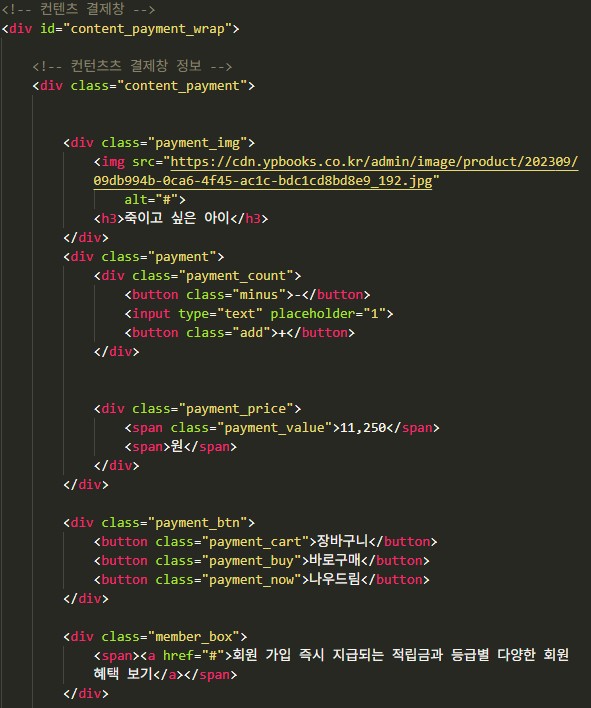 <!-- 컨텐츠 결제창 -->
<div id="content_payment_wrap">
<!-- 컨턴츠츠 결제창 정보 -->
<div class="content_payment">
<div class="payment_img">
<img src="https://cdn.ypbooks.co.kr/admin/image/product/202309/
09db994b-0ca6-4f45-ac1c-bdc1cd8bd8e9_192.jpg"
alt="#">
<h3>죽이고 싶은 아이</h3>
</div>
<div class="payment">
<div class="payment_count">
<button class="minus">-</button>
<input type="text" placeholder="1">
<button class="add">+</button>
</div>
<div class="payment_price">
<span class="payment_value">11,250</span>
<span>원</span>
</div>
</div>
<div class="payment_btn">
<button class="payment_cart">장바구니</button>
<button class="payment_buy">바로구매</button>
<button class="payment_now">나우드림</button>
</div>
<div class="member_box">
<span><a href="#">회원 가입 즉시 지급되는 적립금과 등급별 다양한 회원
혜택 보기</a></span>
</div>